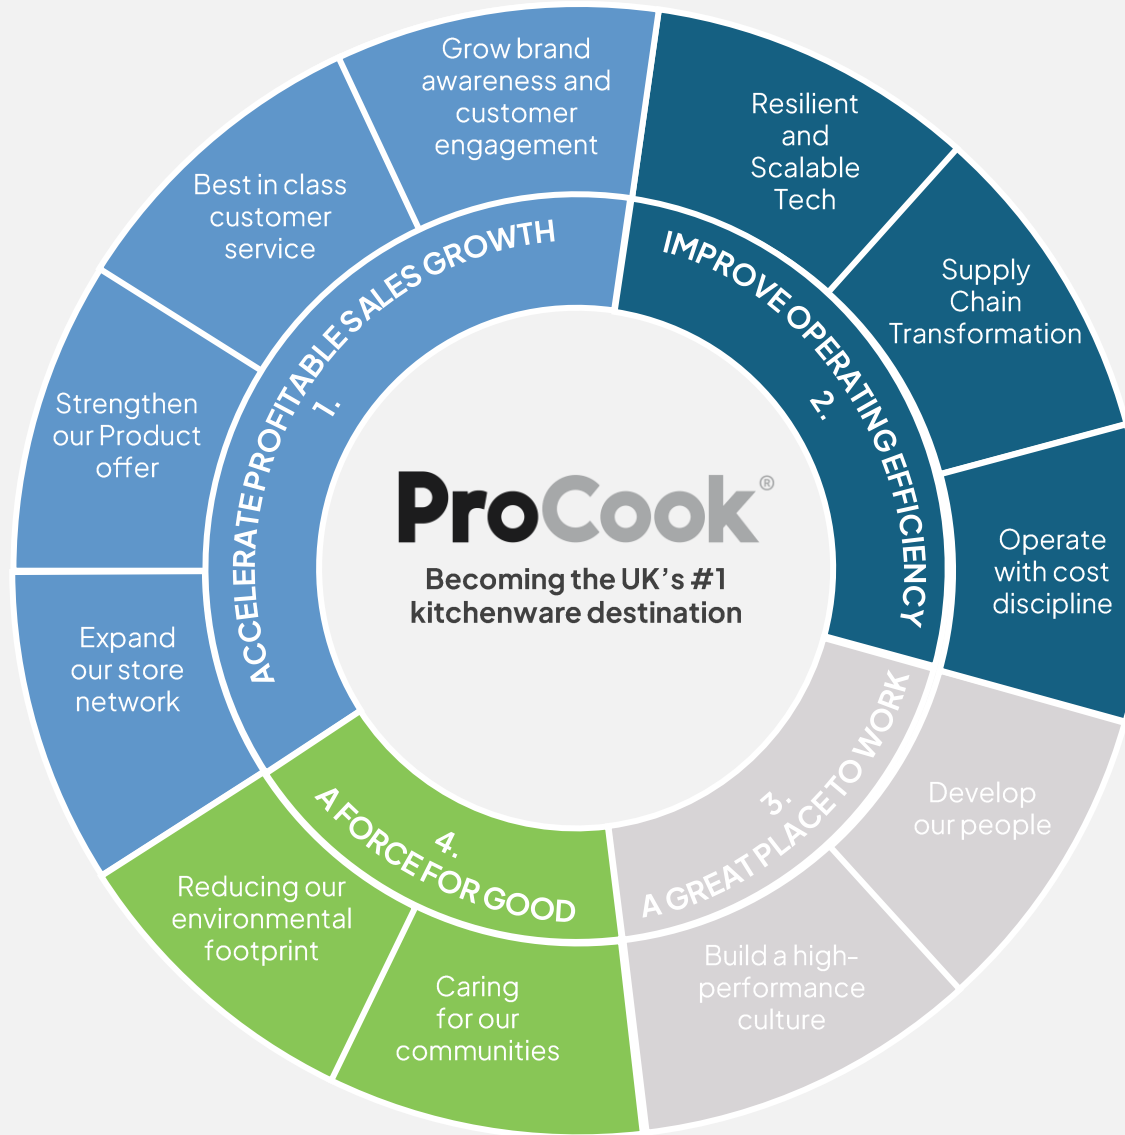 ProCook®
Becoming the UK's #1
kitchenware destination
1.
ACCELERATE PROFITABLE SALES GROWTH
Expand
our store
network
Strengthen
our Product
offer
Best in class
customer
service
Grow brand
awareness and
customer
engagement
2.
IMPROVE OPERATING EFFICIENCY
Resilient
and
Scalable
Tech
Supply
Chain
Transformation
Operate
with cost
discipline
3.
A GREAT PLACE TO WORK
Develop
our people
Build a high-
performance
culture
4.
A FORCE FOR GOOD
Caring
for our
communities
Reducing our
environmental
footprint